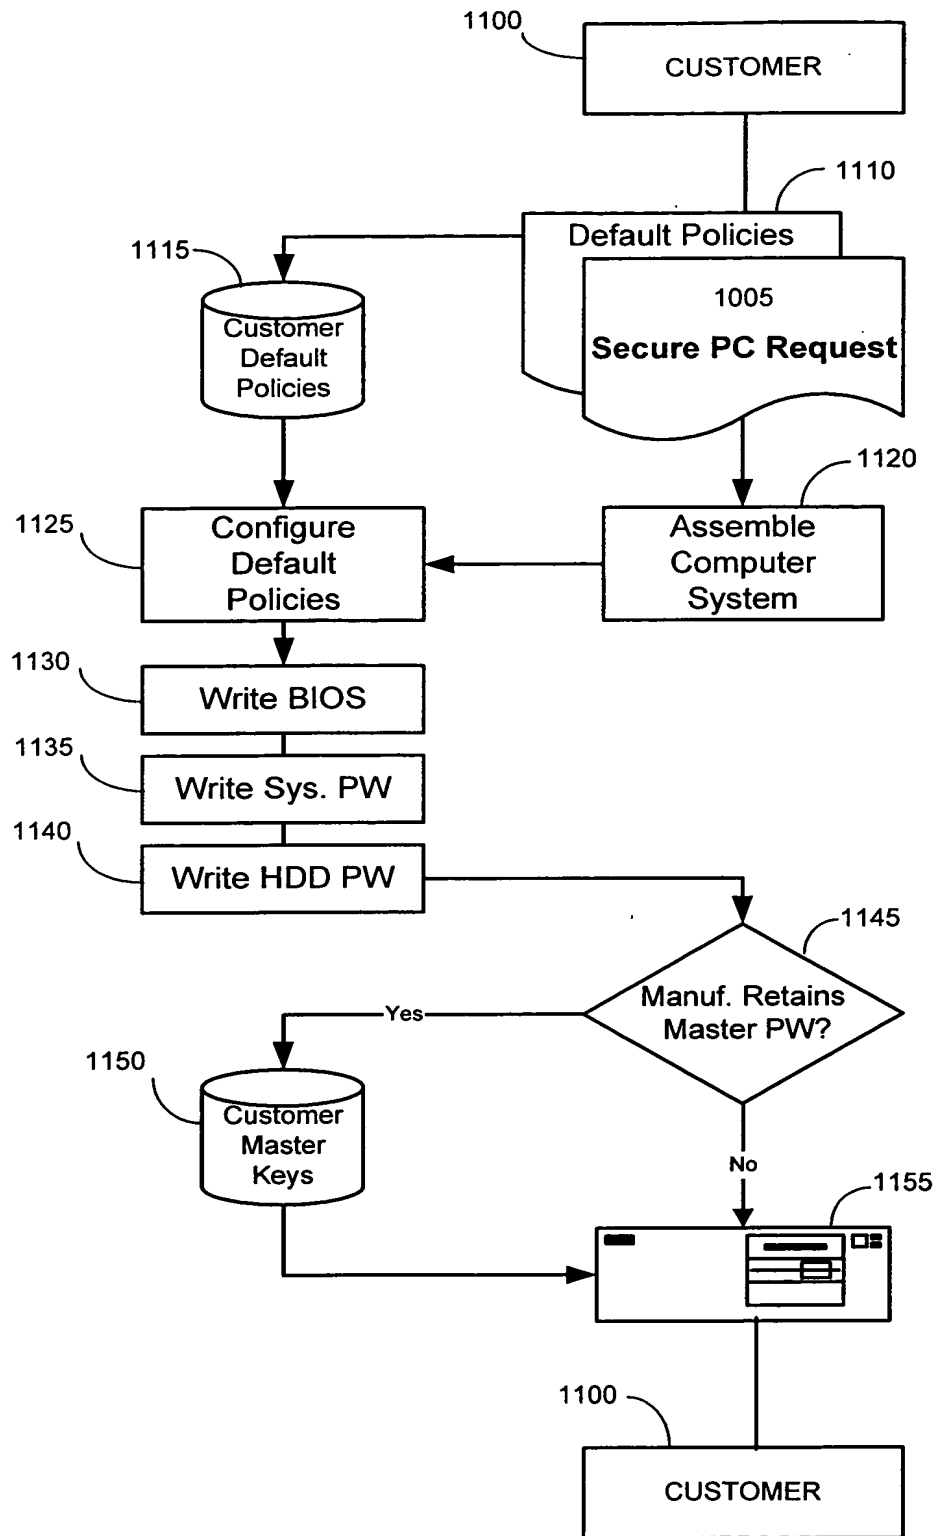 1100
CUSTOMER
1110
Default Policies
1115
1005
Secure PC Request
Customer
Default
Policies
1120
1125
Configure
Default
Policies
Assemble
Computer
System
1130
Write BIOS
1135
Write Sys. PW
1140
Write HDD PW
1145
Manuf. Retains
Master PW?
Yes
1150
Customer
Master
Keys
No
1155
1100
CUSTOMER